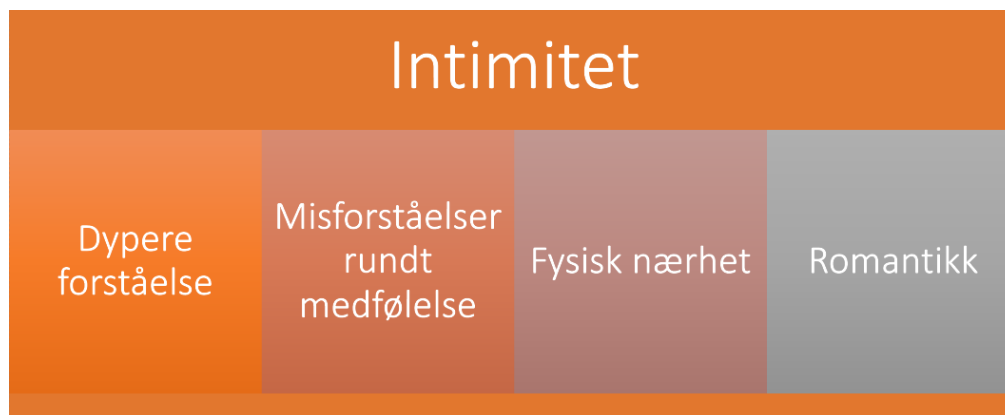 Intimitet
Dypere
forståelse
Misforståelser
rundt
medfølelse
Fysisk nærhet
Romantikk